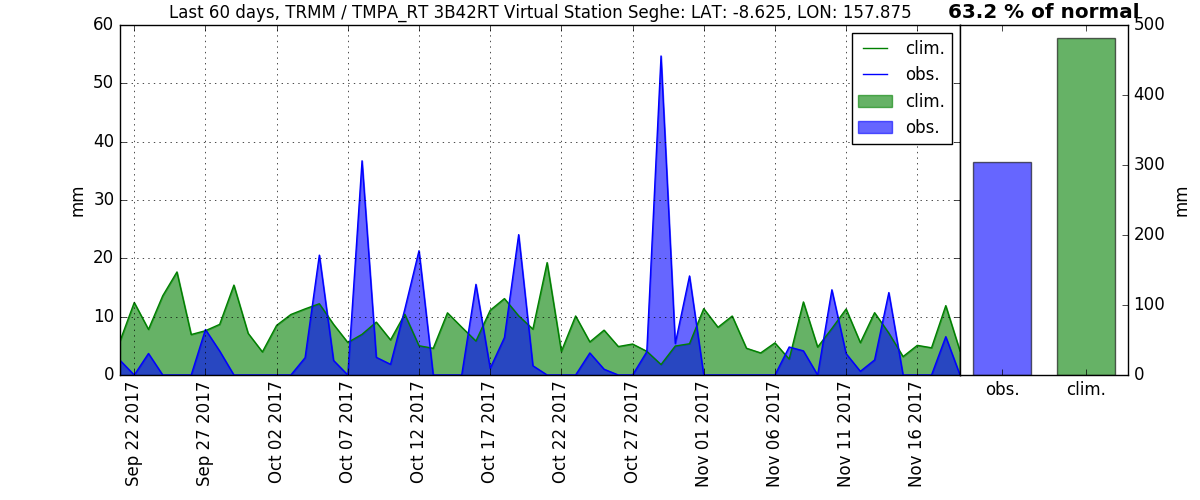 Last 60 days, TRMM / TMPA_RT 3B42RT Virtual Station Seghe: LAT: -8.625, LON: 157.875
63.2 % of normal
60
50
40
30
20
10
0
mm
clim.
obs.
clim.
obs.
Sep 22 2017
Sep 27 2017
Oct 02 2017
Oct 07 2017
Oct 12 2017
Oct 17 2017
Oct 22 2017
Oct 27 2017
Nov 01 2017
Nov 06 2017
Nov 11 2017
Nov 16 2017
500
400
300
200
100
0
mm
obs.
clim.